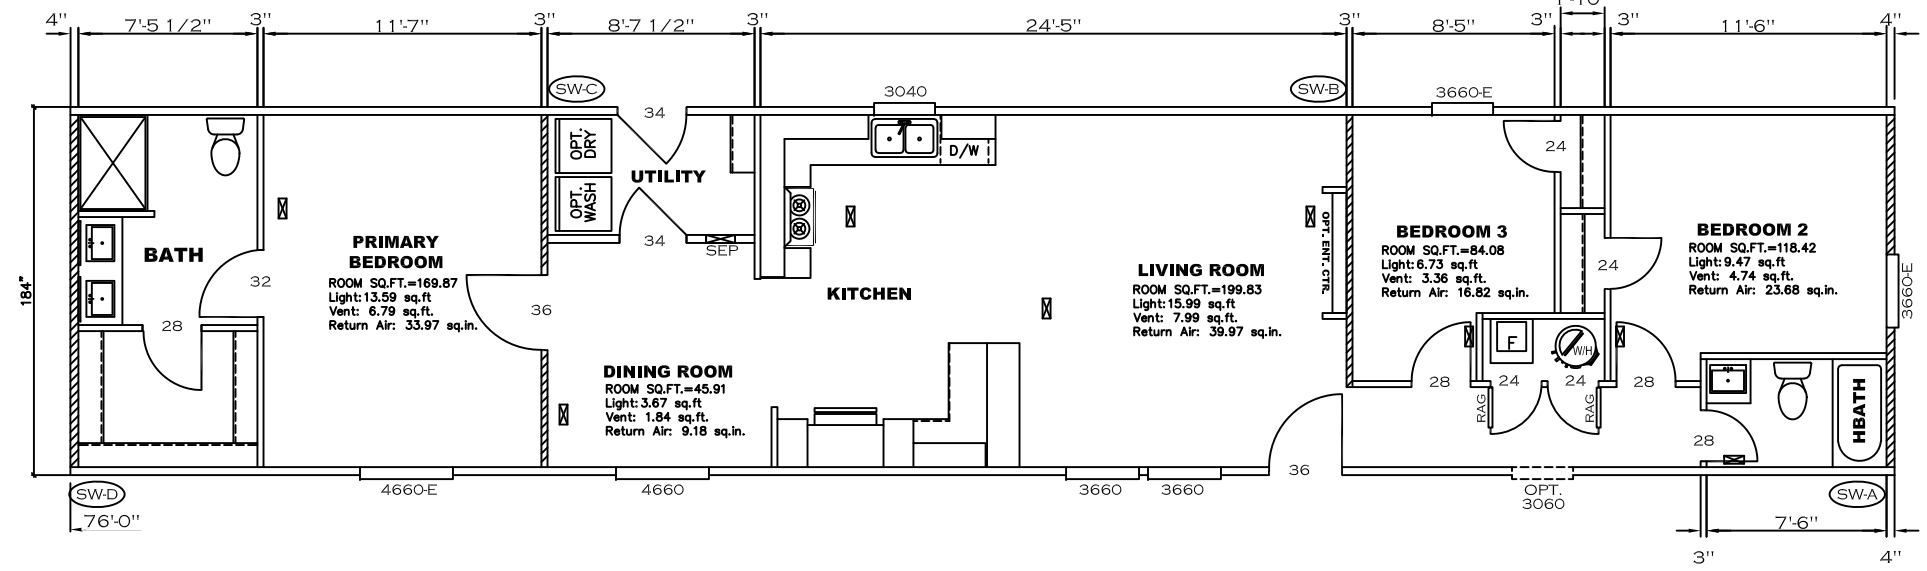 4" 7'-5 1/2" 3" 11'-7" 3" 8'-7 1/2" 3" 24'-5" 3" 8'-5" 3" 3" 11'-6" 4"
SW-C
SW-B
3040
3660-E
34
OPT.
DRY
UTILITY
OPT.
WASH
34
SEP
D/W
24
24
BATH
32
28
PRIMARY
BEDROOM
ROOM SQ.FT.=169.87
Light:13.59 sq.ft
Vent: 6.79 sq.ft.
Return Air: 33.97 sq.in.
36
KITCHEN
LIVING ROOM
ROOM SQ.FT.=199.83
Light:15.99 sq.ft
Vent: 7.99 sq.ft.
Return Air: 39.97 sq.in.
OPT. ENT. CTR.
BEDROOM 3
ROOM SQ.FT.=84.08
Light:6.73 sq.ft
Vent: 3.36 sq.ft.
Return Air: 16.82 sq.in.
BEDROOM 2
ROOM SQ.FT.=118.42
Light:9.47 sq.ft
Vent: 4.74 sq.ft.
Return Air: 23.68 sq.in.
3660-E
184"
DINING ROOM
ROOM SQ.FT.=45.91
Light:3.67 sq.ft
Vent: 1.84 sq.ft.
Return Air: 9.18 sq.in.
F
W/H
28
24
24
28
RAG
RAG
28
HBATH
36
4660-E
4660
3660
3660
OPT.
3060
SW-D
SW-A
76'-0"
7'-6"
3"
4"